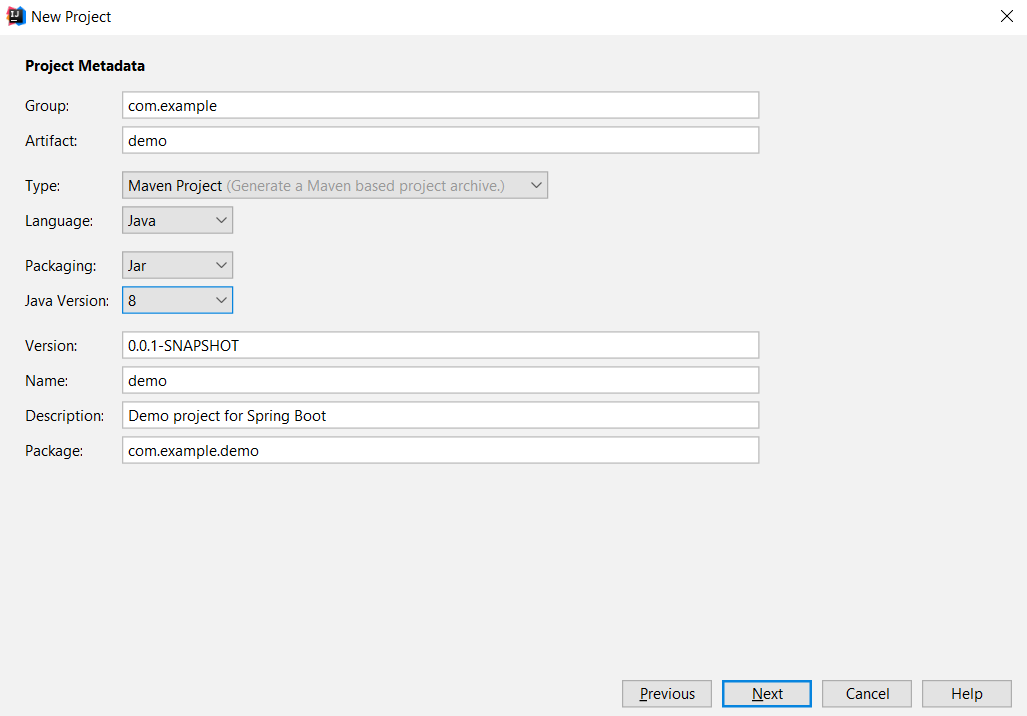 New Project
Project Metadata
Group: com.example
Artifact: demo
Type: Maven Project (Generate a Maven based project archive.)
Language: Java
Packaging: Jar
Java Version: 8
Version: 0.0.1-SNAPSHOT
Name: demo
Description: Demo project for Spring Boot
Package: com.example.demo
Previous Next Cancel Help